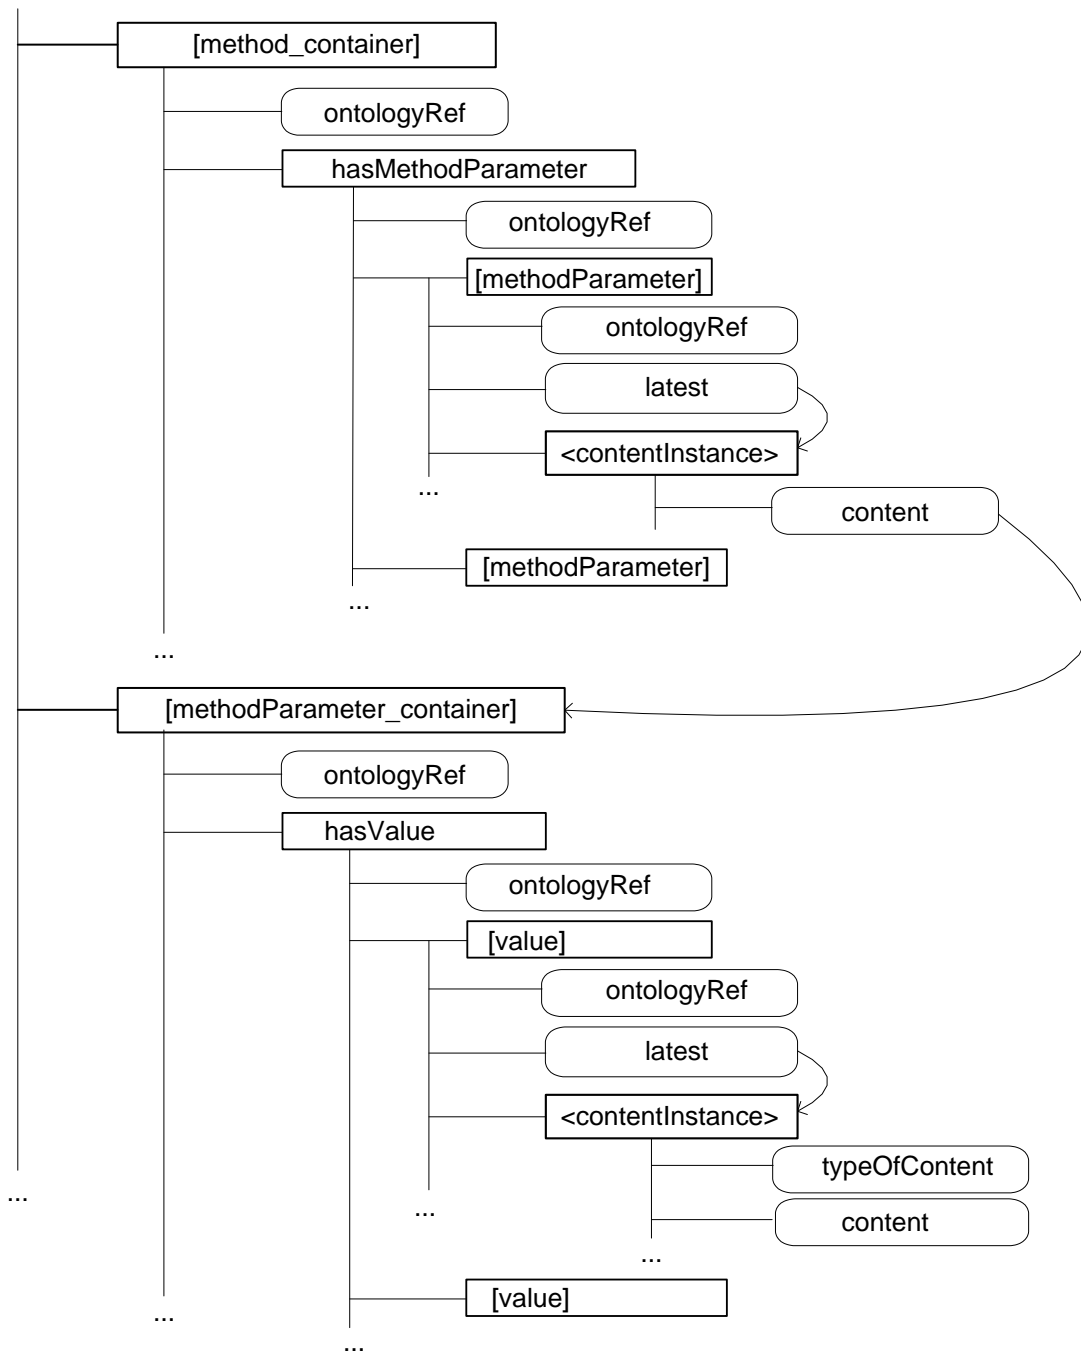 [method_container]
ontologyRef
hasMethodParameter
ontologyRef
[methodParameter]
ontologyRef
latest
<contentInstance>
...
content
[methodParameter]
...
...
[methodParameter_container]
ontologyRef
hasValue
ontologyRef
[value]
ontologyRef
latest
<contentInstance>
typeOfContent
...
...
content
...
[value]
...
...